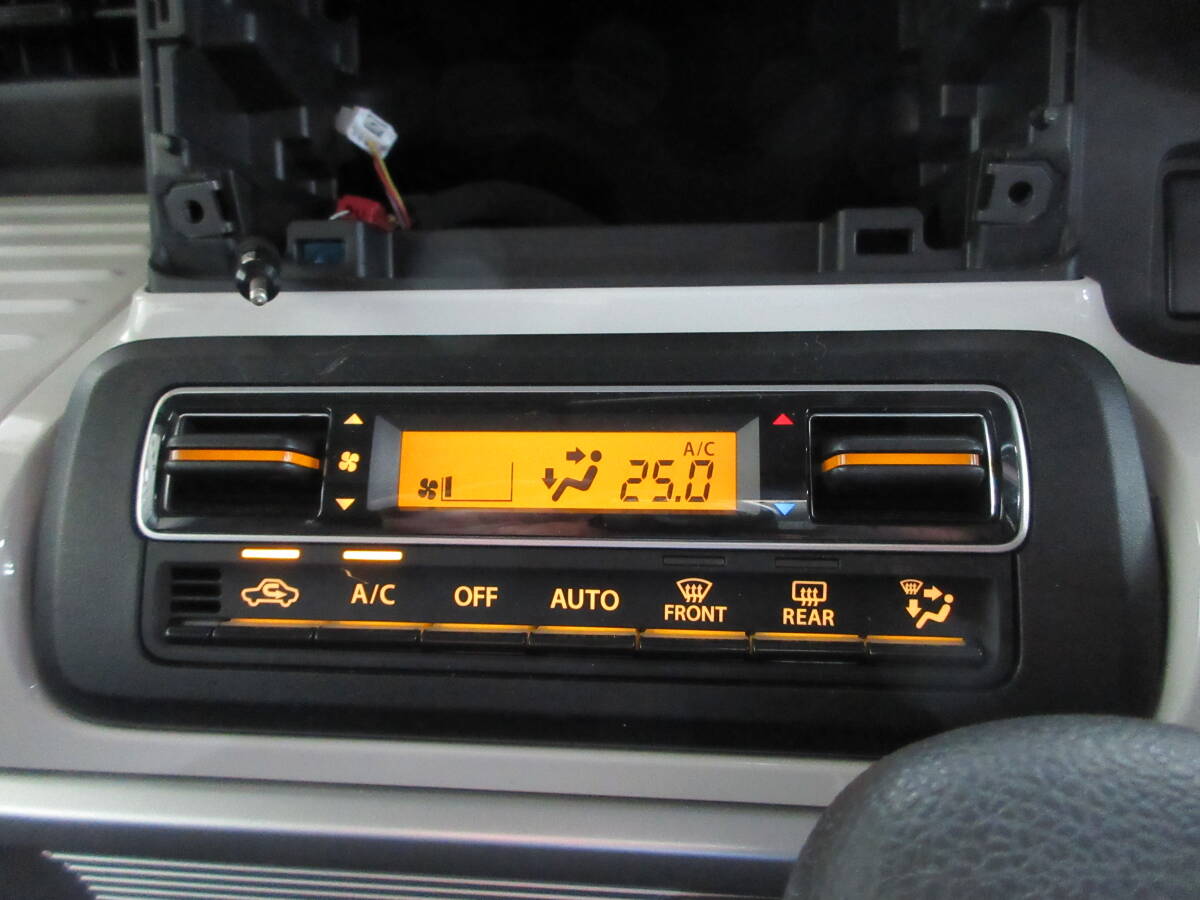 A/C
25.0
A/C OFF AUTO FRONT REAR